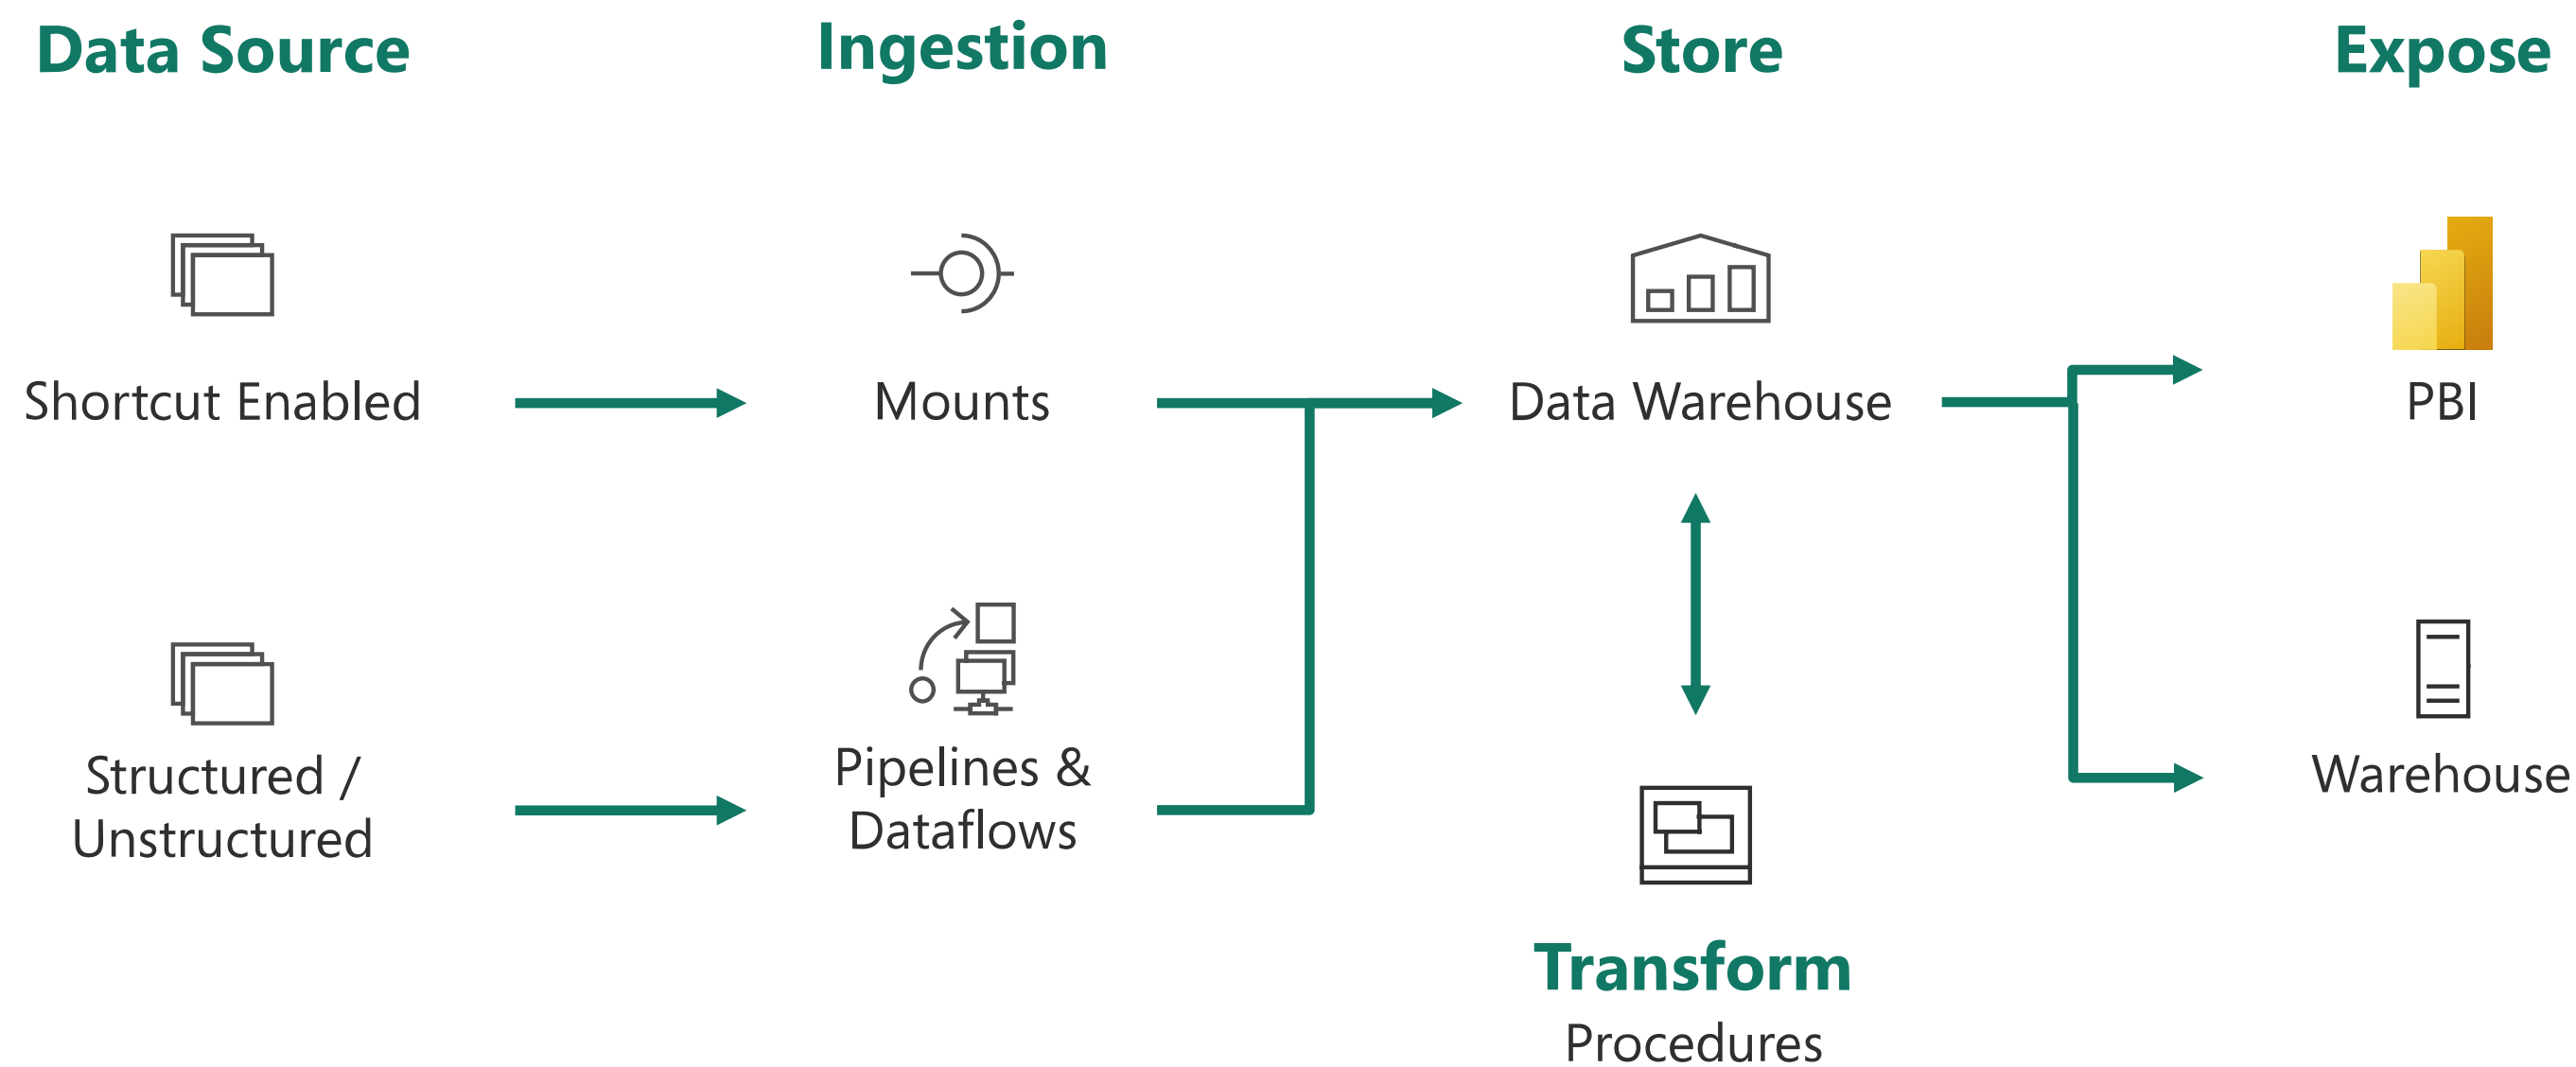 Data Source
Ingestion
Store
Expose
Shortcut Enabled
Mounts
Data Warehouse
PBI
Structured /
Unstructured
Pipelines &
Dataflows
Warehouse
Transform
Procedures